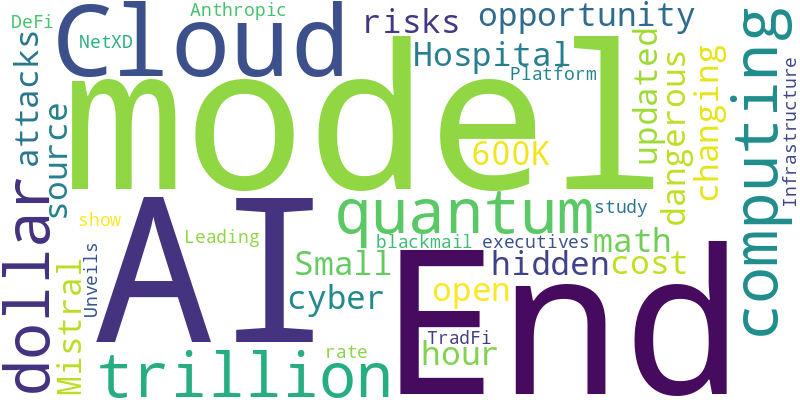 DeFi
Anthropic
Cloud
NetXD
risks
opportunity
Hospital
Platform
attacks
model
source
600K
updated
dangerous
changing
computing
Infrastructure
dollar
AI
quantum
study
show
Leading
blackmail
executives
math
Small
hidden
cost
Unveils
Mistral
cyber
open
End
TradFi
hour
rate
trillion